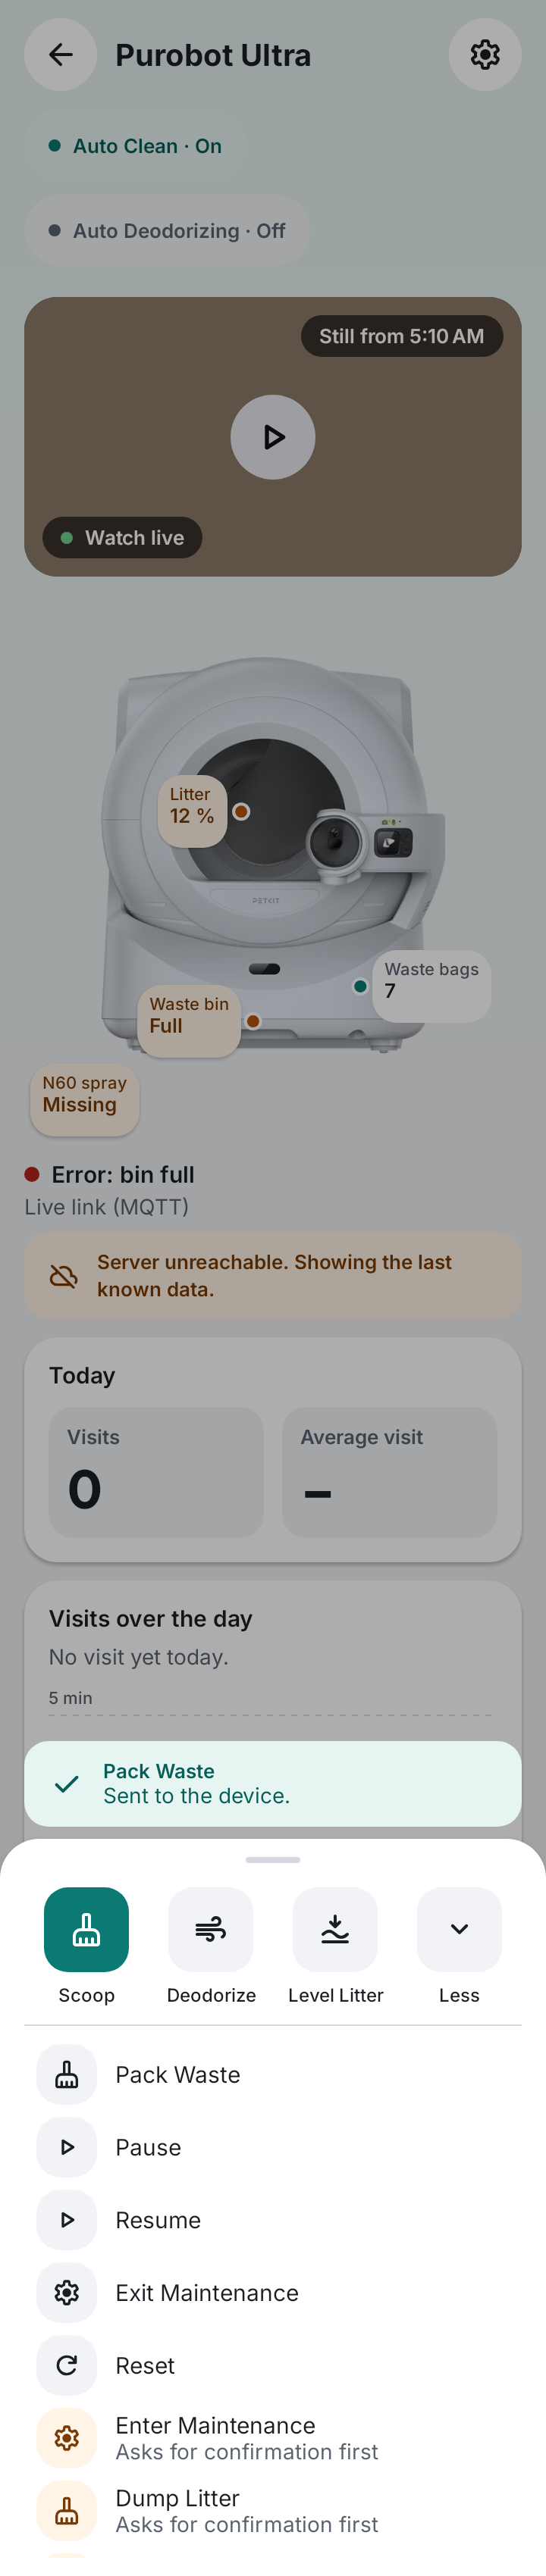 Purobot Ultra
Auto Clean · On
Auto Deodorizing · Off
Still from 5:10 AM
Watch live
Litter
12 %
PETKIT
Waste bags
7
Waste bin
Full
N60 spray
Missing
Error: bin full
Live link (MQTT)
Server unreachable. Showing the last
known data.
Today
Visits
0
Average visit
–
Visits over the day
No visit yet today.
5 min
Pack Waste
Sent to the device.
Scoop
Deodorize
Level Litter
Less
Pack Waste
Pause
Resume
Exit Maintenance
Reset
Enter Maintenance
Asks for confirmation first
Dump Litter
Asks for confirmation first